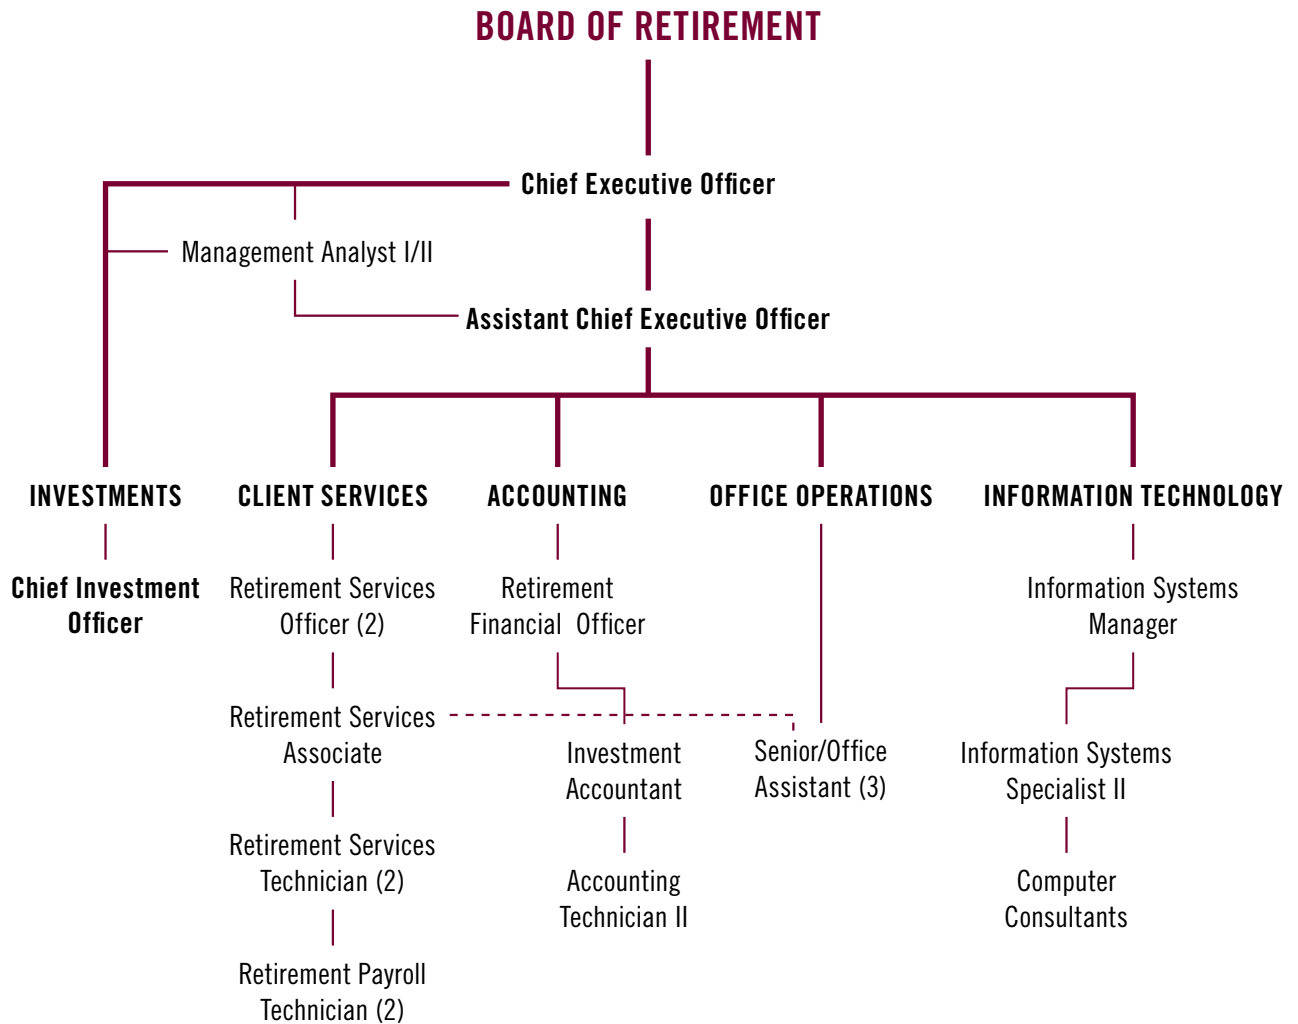 BOARD OF RETIREMENT
Chief Executive Officer
Management Analyst I/II
Assistant Chief Executive Officer
INVESTMENTS
Chief Investment
Officer
CLIENT SERVICES
Retirement Services
Officer (2)
Retirement Services
Associate
Retirement Services
Technician (2)
Retirement Payroll
Technician (2)
ACCOUNTING
Retirement
Financial Officer
Investment
Accountant
Accounting
Technician II
OFFICE OPERATIONS
Senior/Office
Assistant (3)
INFORMATION TECHNOLOGY
Information Systems
Manager
Information Systems
Specialist II
Computer
Consultants